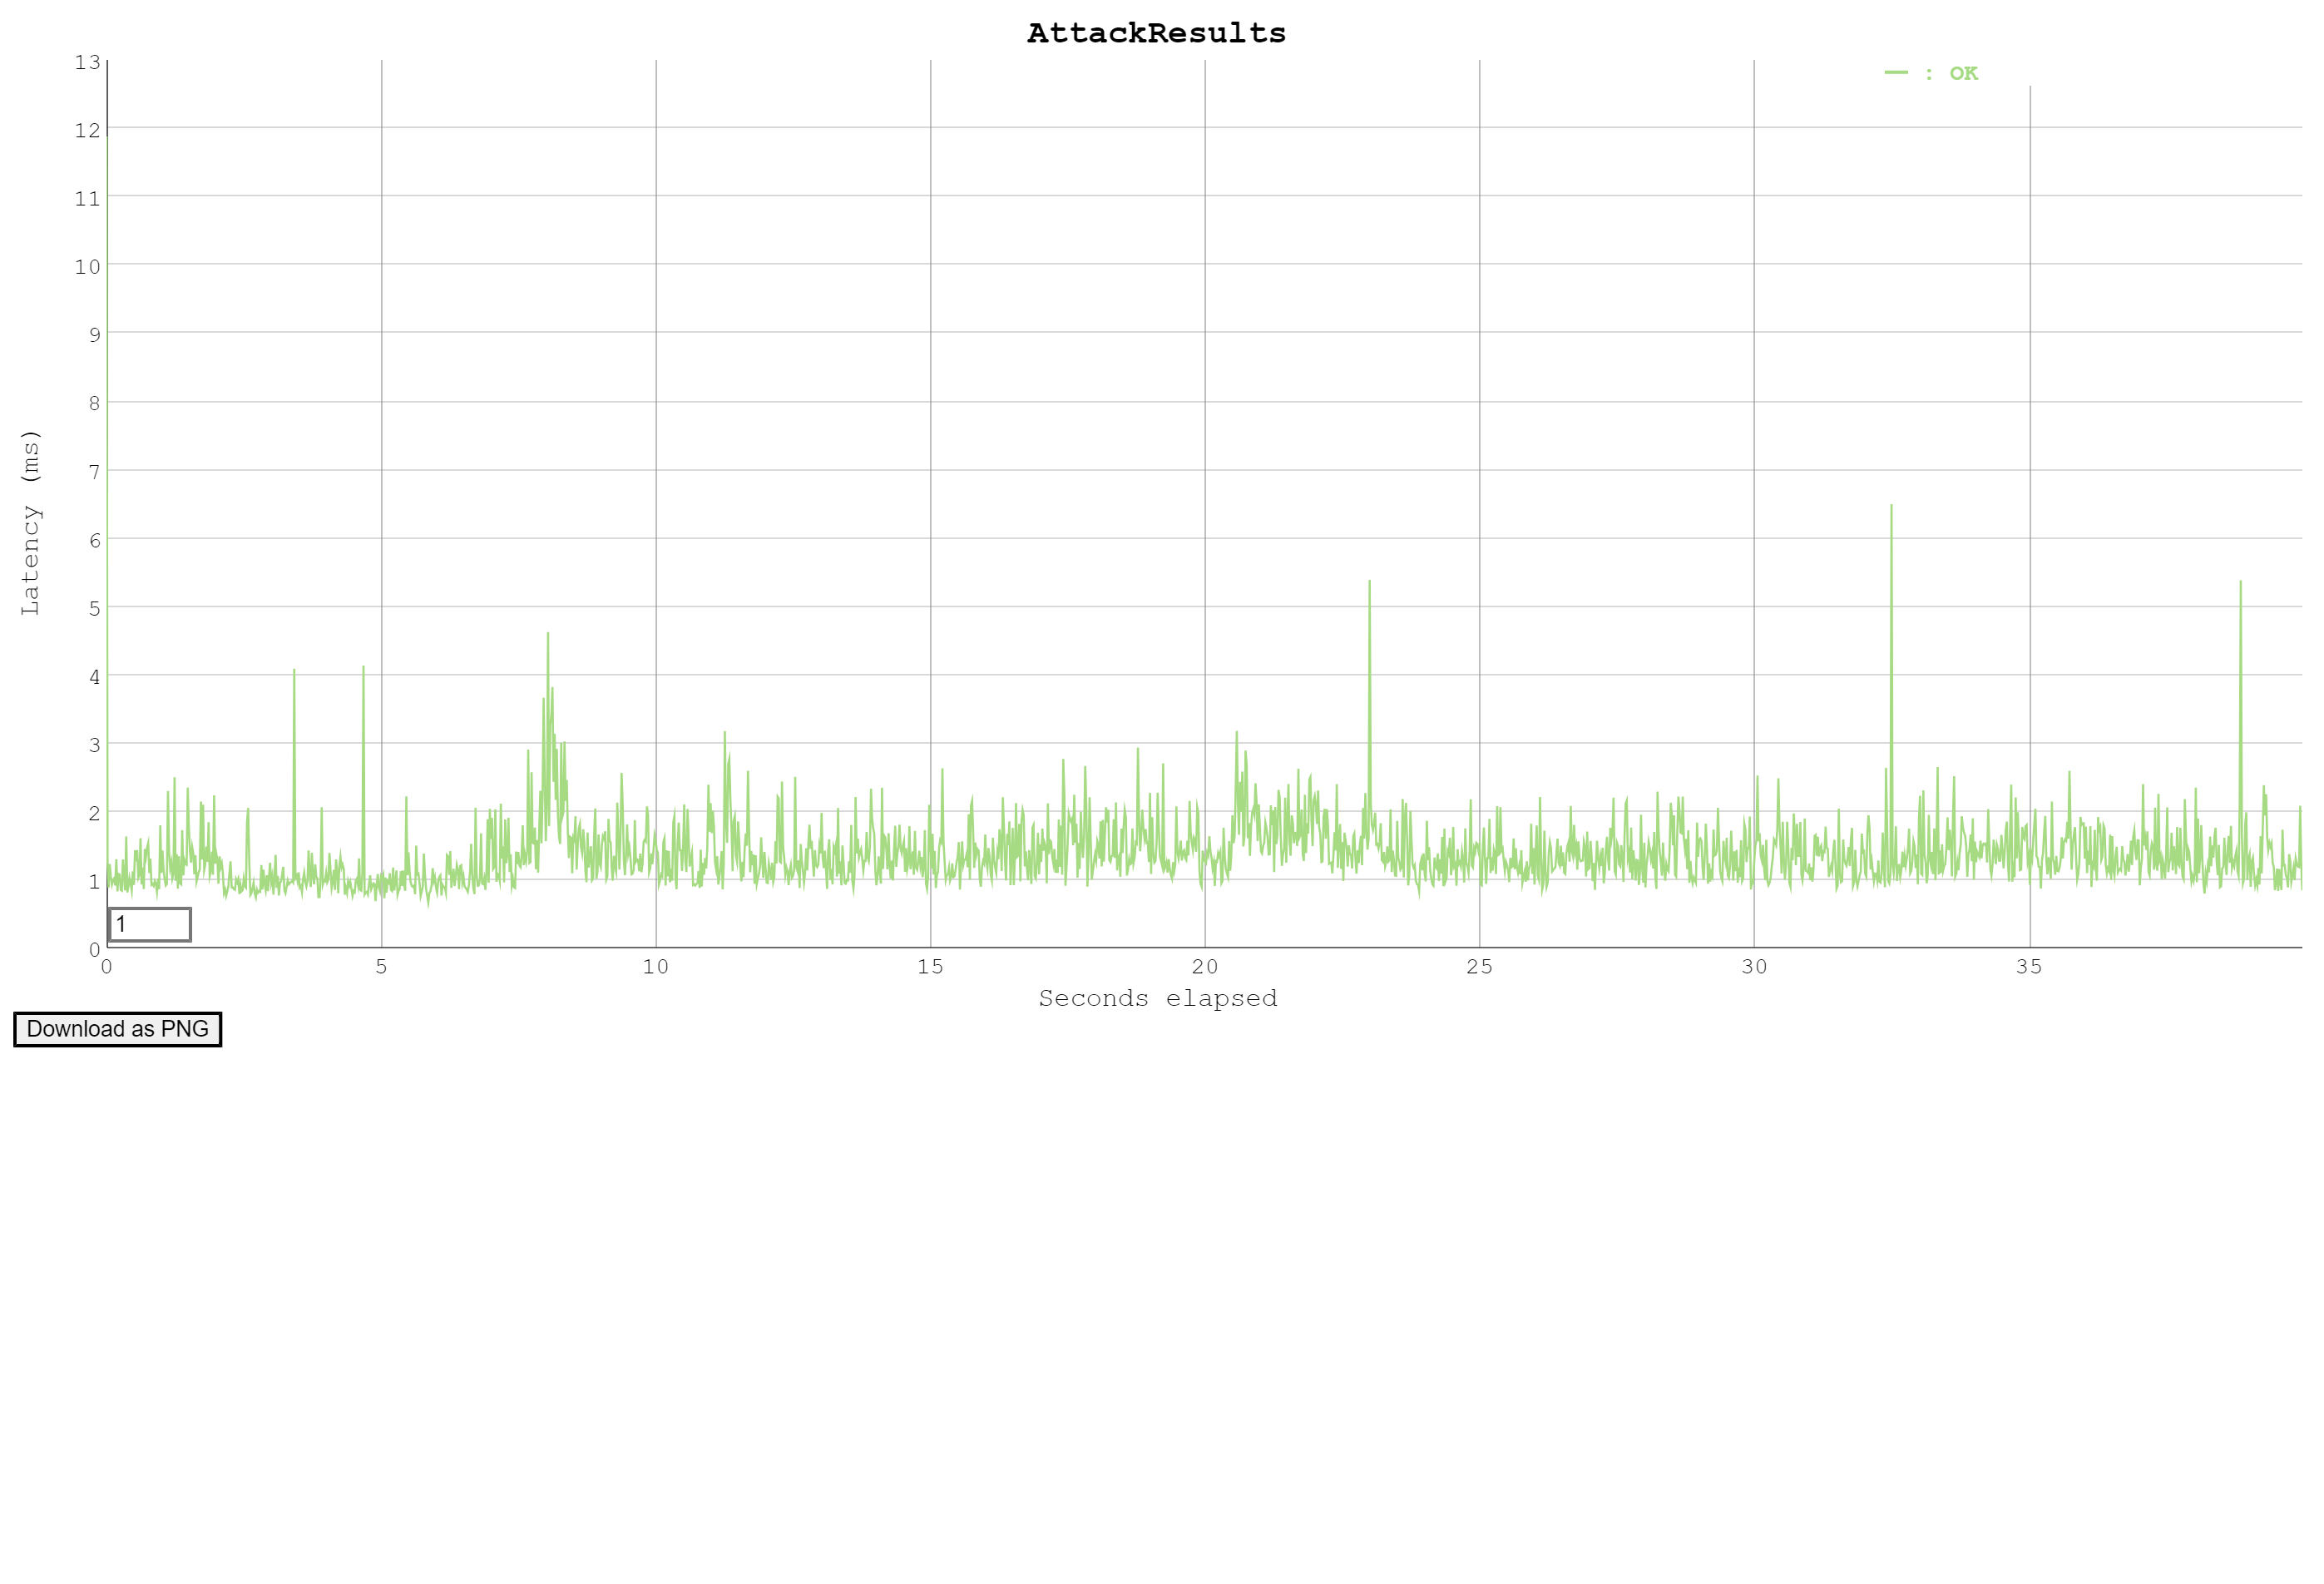 AttackResults
— : OK
13
12
11
10
9
8
7
6
5
4
3
2
1
0
Latency (ms)
1
0 5 10 15 20 25 30 35
Seconds elapsed
Download as PNG